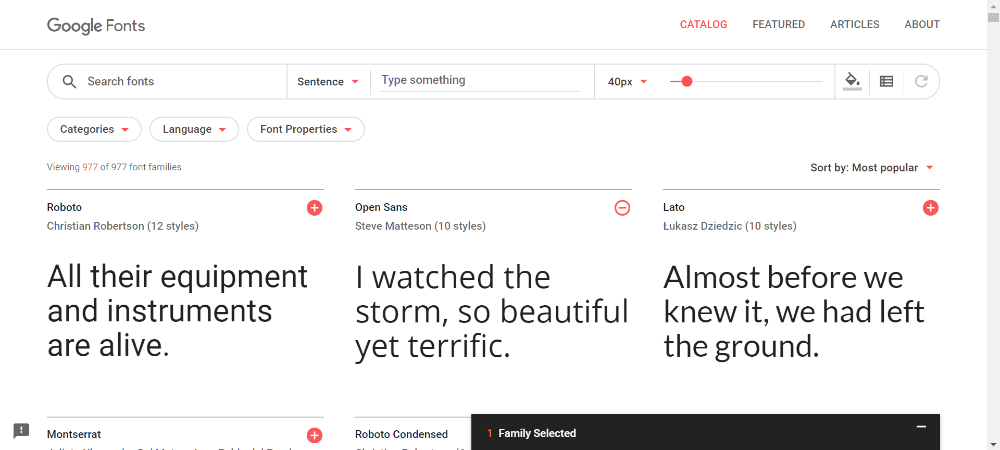 Google Fonts
CATALOG FEATURED ARTICLES ABOUT
Search fonts Sentence Type something 40px
Categories Language Font Properties
Viewing 977 of 977 font families
Sort by: Most popular
Roboto
Christian Robertson (12 styles)
All their equipment
and instruments
are alive.
Open Sans
Steve Matteson (10 styles)
I watched the
storm, so beautiful
yet terrific.
Lato
Łukasz Dziedzic (10 styles)
Almost before we
knew it, we had left
the ground.
Montserrat
Roboto Condensed
1 Family Selected